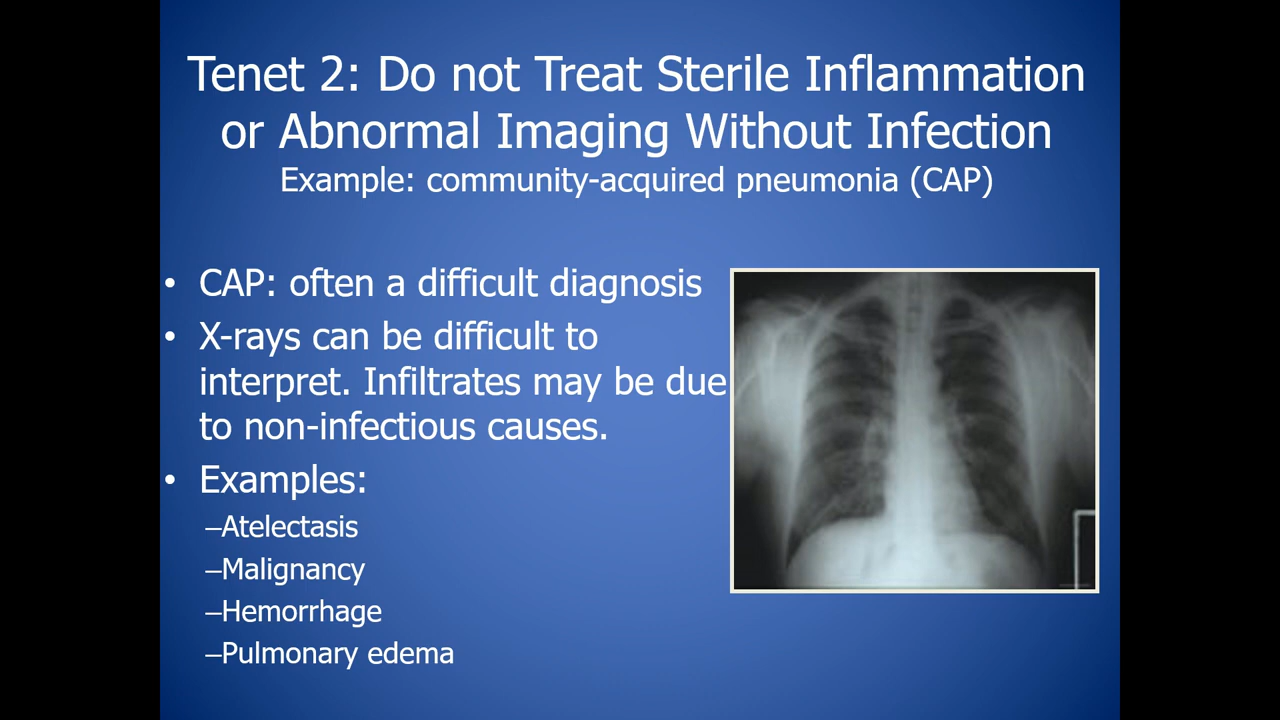 Tenet 2: Do not Treat Sterile Inflammation
or Abnormal Imaging Without Infection
Example: community-acquired pneumonia (CAP)
• CAP: often a difficult diagnosis
• X-rays can be difficult to
interpret. Infiltrates may be due
to non-infectious causes.
• Examples:
–Atelectasis
–Malignancy
–Hemorrhage
–Pulmonary edema